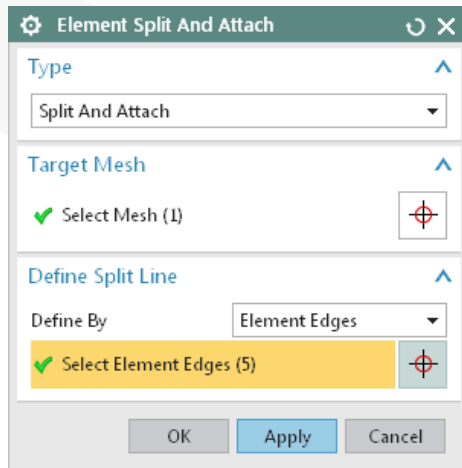 Element Split And Attach
Type
Split And Attach
Target Mesh
Select Mesh (1)
Define Split Line
Define By Element Edges
Select Element Edges (5)
OK Apply Cancel